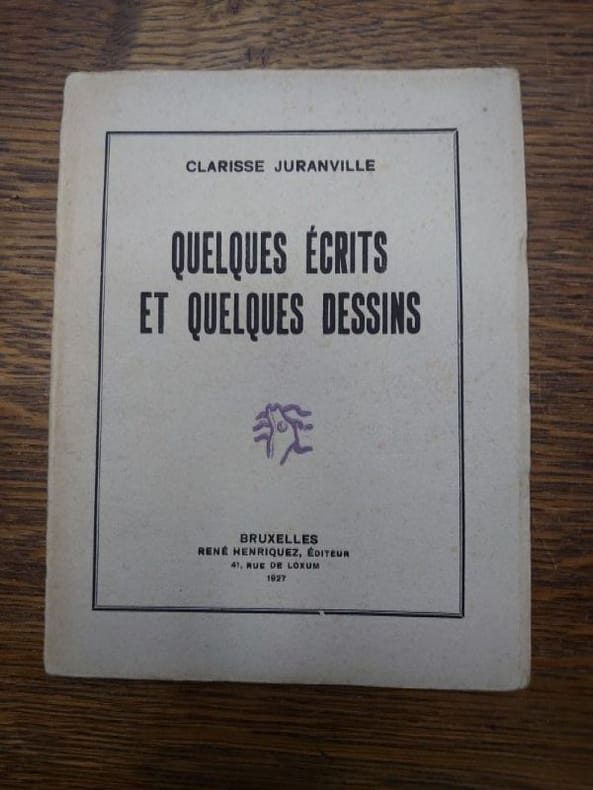 CLARISSE JURANVILLE
QUELQUES ÉCRITS
ET QUELQUES DESSINS
BRUXELLES
RENÉ HENRIQUEZ, ÉDITEUR
41, RUE DE LOXUM
1927